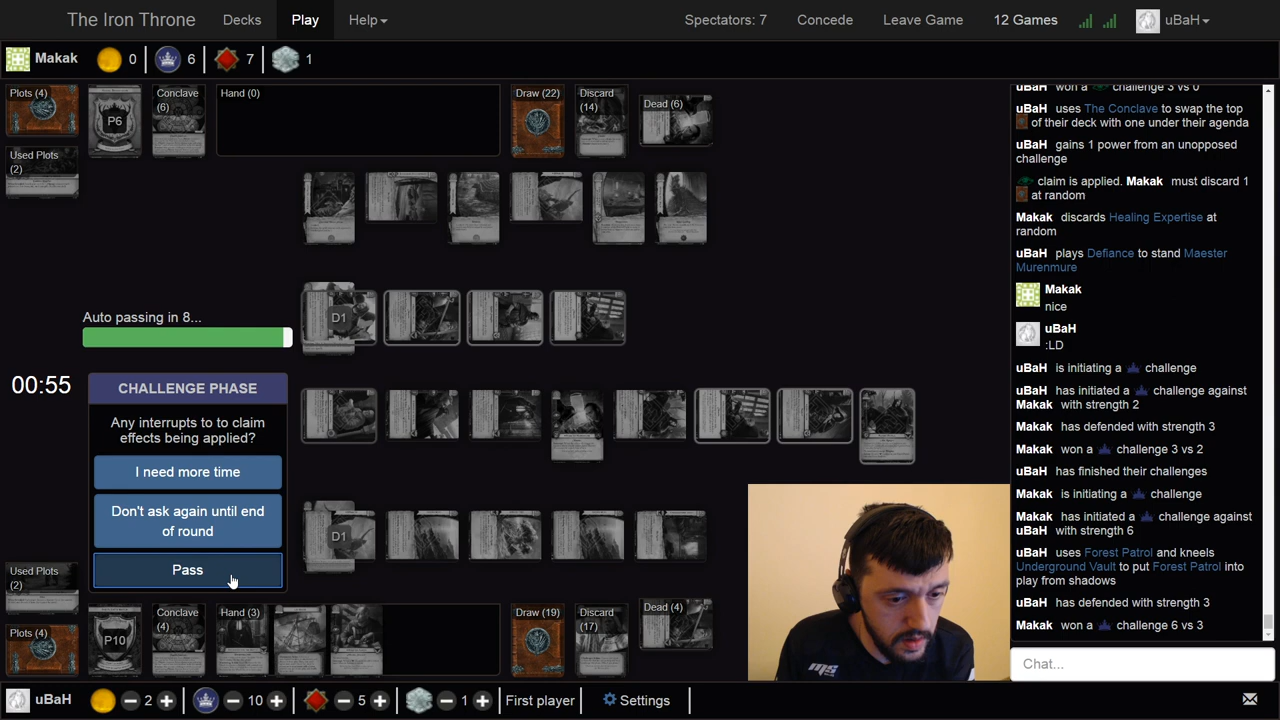 The Iron Throne
Decks
Play
Help
Spectators: 7
Concede
Leave Game
12 Games
uBaH
Makak
0
6
7
1
Plots (4)
P6
Conclave
(6)
Hand (0)
Draw (22)
Discard
(14)
Dead (6)
Used Plots
(2)
Auto passing in 8...
D1
00:55
CHALLENGE PHASE
Any interrupts to to claim
effects being applied?
I need more time
Don't ask again until end
of round
Pass
D1
Used Plots
(2)
Plots (4)
P10
Conclave
(4)
Hand (3)
Draw (19)
Discard
(17)
Dead (4)
ms
uBaH won a challenge 3 vs 0
uBaH uses The Conclave to swap the top
of their deck with one under their agenda
uBaH gains 1 power from an unopposed
challenge
claim is applied. Makak must discard 1
at random
Makak discards Healing Expertise at
random
uBaH plays Defiance to stand Maester
Murenmure
Makak
nice
uBaH
:LD
uBaH is initiating a challenge
uBaH has initiated a challenge against
Makak with strength 2
Makak has defended with strength 3
Makak won a challenge 3 vs 2
uBaH has finished their challenges
Makak is initiating a challenge
Makak has initiated a challenge against
uBaH with strength 6
uBaH uses Forest Patrol and kneels
Underground Vault to put Forest Patrol into
play from shadows
uBaH has defended with strength 3
Makak won a challenge 6 vs 3
Chat...
uBaH
2
10
5
1
First player
Settings